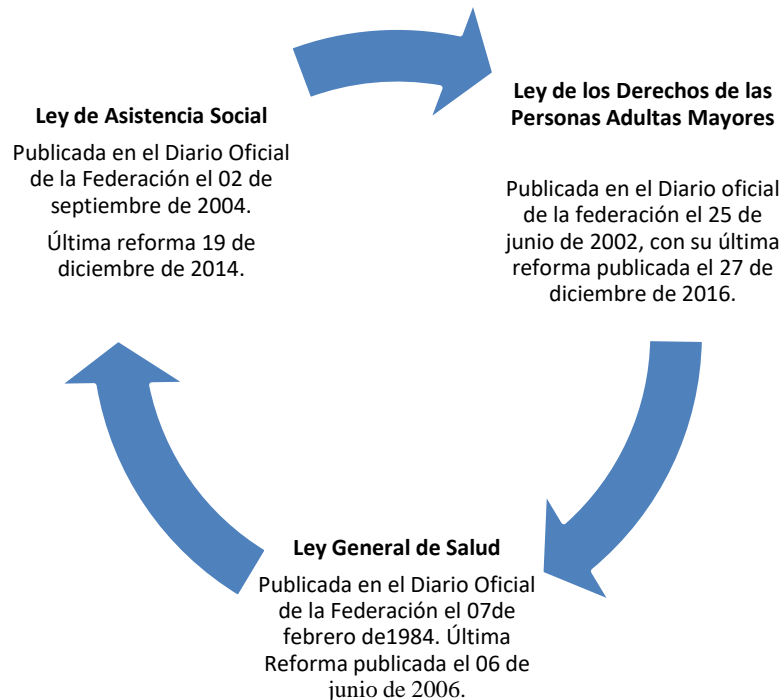 Ley de Asistencia Social
Publicada en el Diario Oficial
de la Federación el 02 de
septiembre de 2004.
Última reforma 19 de
diciembre de 2014.
Ley de los Derechos de las
Personas Adultas Mayores
Publicada en el Diario oficial
de la federación el 25 de
junio de 2002, con su última
reforma publicada el 27 de
diciembre de 2016.
Ley General de Salud
Publicada en el Diario Oficial
de la Federación el 07de
febrero de1984. Última
Reforma publicada el 06 de
junio de 2006.